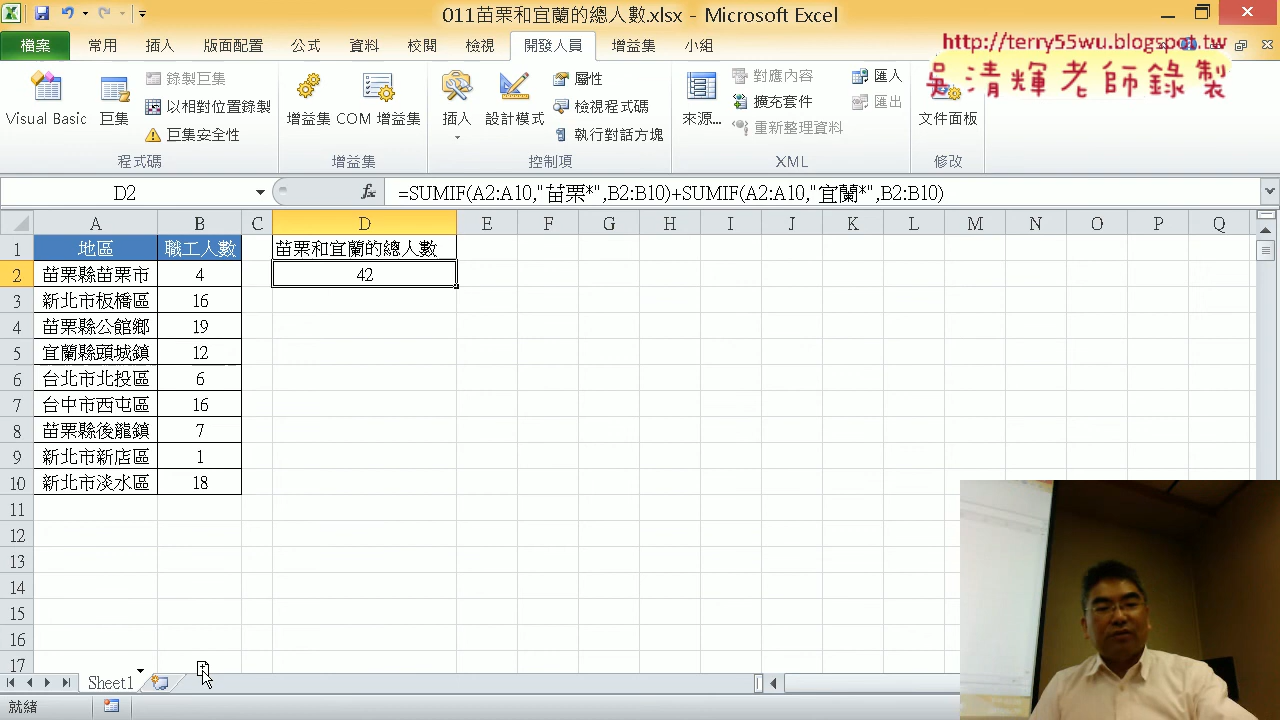 011苗栗和宜蘭的總人數.xlsx - Microsoft Excel
檔案 常用 插入 版面配置 公式 資料 校閱 檢視 開發人員 增益集 小組
http://terry55wu.blogspot.tw
吳清輝老師錄製
Visual Basic 巨集 錄製巨集 以相對位置錄製 巨集安全性 程式碼
增益集 COM 增益集 增益集
插入 設計模式 屬性 檢視程式碼 執行對話方塊 控制項
來源... 對應內容 擴充套件 重新整理資料 匯入 匯出 XML
文件面板 修改
D2 fx =SUMIF(A2:A10,"苗栗*",B2:B10)+SUMIF(A2:A10,"宜蘭*",B2:B10)
A B C D E F G H I J K L M N O P Q
1 地區 職工人數 苗栗和宜蘭的總人數
2 苗栗縣苗栗市 4 42
3 新北市板橋區 16
4 苗栗縣公館鄉 19
5 宜蘭縣頭城鎮 12
6 台北市北投區 6
7 台中市西屯區 16
8 苗栗縣後龍鎮 7
9 新北市新店區 1
10 新北市淡水區 18
11
12
13
14
15
16
17
Sheet1
就緒